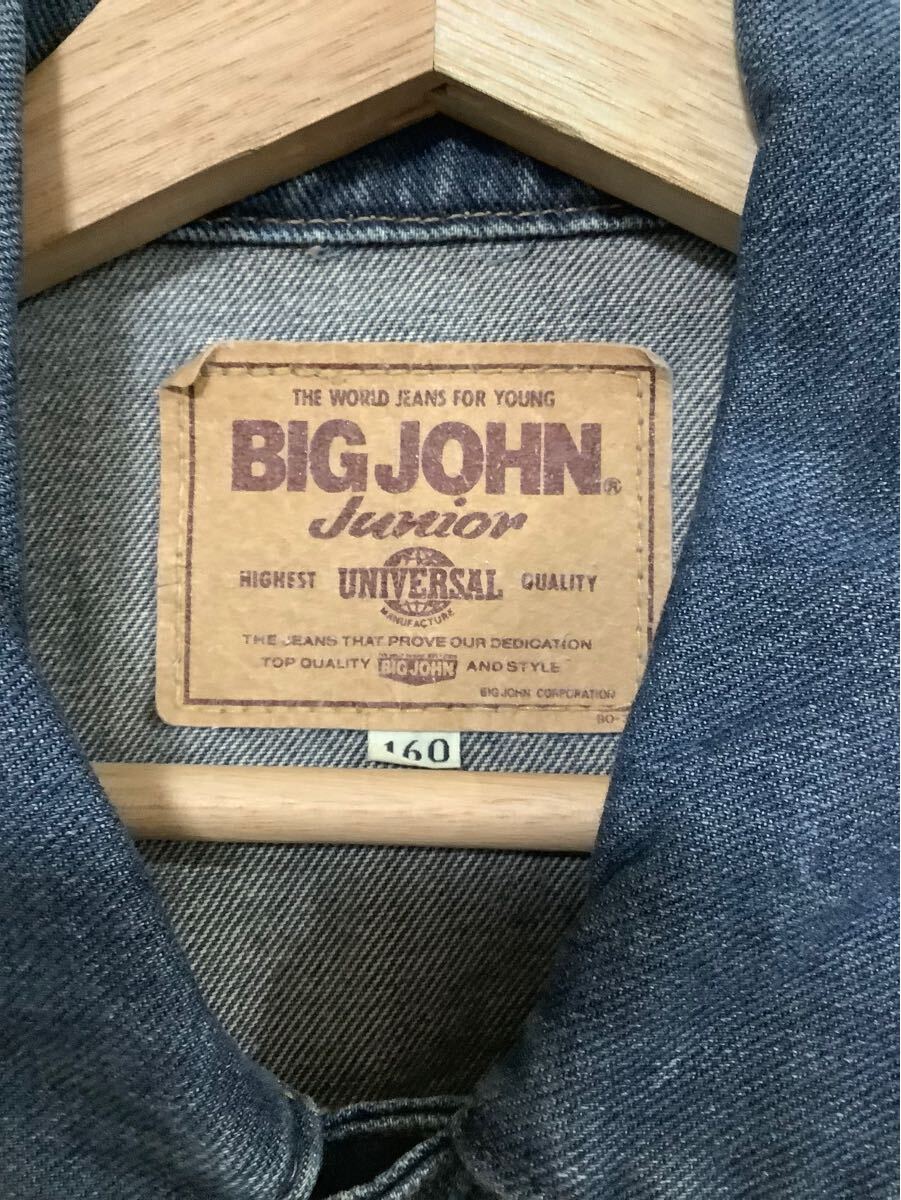 THE WORLD JEANS FOR YOUNG
BIG JOHN®
Junior
HIGHEST UNIVERSAL QUALITY
MANUFACTURE
THE JEANS THAT PROVE OUR DEDICATION
TOP QUALITY BIG JOHN AND STYLE
BIG JOHN CORPORATION
160